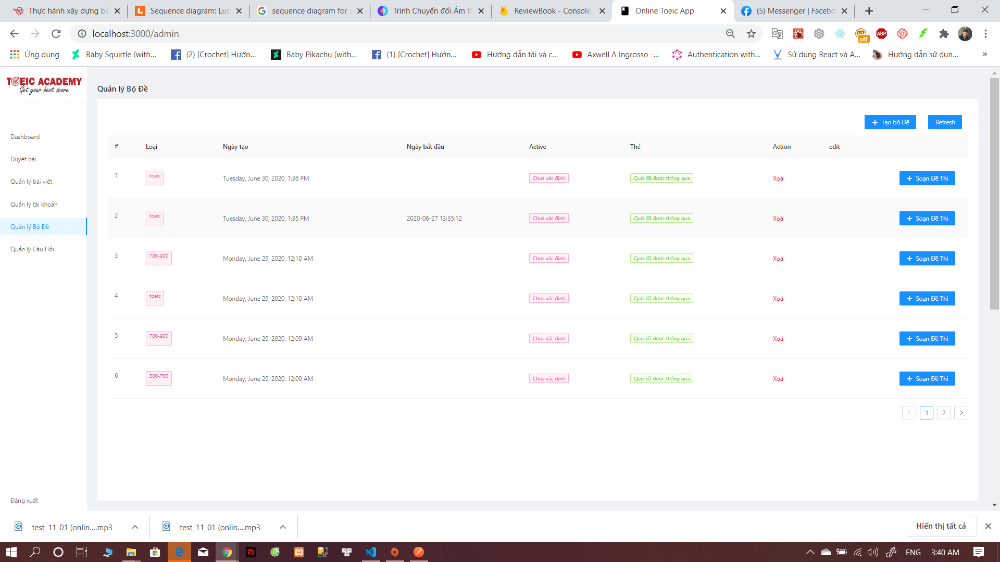 Thực hành xây dựng bả
Sequence diagram: Luc
sequence diagram for a
Trình Chuyển đổi Âm th
ReviewBook - Console
Online Toeic App
(5) Messenger | Facebo
localhost:3000/admin
off
ABP
Ứng dụng
Baby Squirtle (with...
(2) [Crochet] Hướn...
Baby Pikachu (with...
(1) [Crochet] Hướn...
Hướng dẫn tải và c...
Axwell Λ Ingrosso -...
Authentication with...
Sử dụng React và A...
Hướng dẫn sử dụn...
»
TOEIC ACADEMY
Get your best score
Dashboard
Duyệt bài
Quản lý bài viết
Quản lý tài khoản
Quản lý Bộ Đề
Quản lý Câu Hỏi
Đăng xuất
Quản lý Bộ Đề
+ Tạo bộ Đề
Refresh
# Loại Ngày tạo Ngày bắt đầu Active Thẻ Action edit
1 toeic Tuesday, June 30, 2020, 1:36 PM Chưa xác định Quiz đã được thông qua Xoá + Soạn Đề Thi
2 toeic Tuesday, June 30, 2020, 1:35 PM 2020-06-27 13:35:12 Chưa xác định Quiz đã được thông qua Xoá + Soạn Đề Thi
3 700-900 Monday, June 29, 2020, 12:10 AM Chưa xác định Quiz đã được thông qua Xoá + Soạn Đề Thi
4 toeic Monday, June 29, 2020, 12:10 AM Chưa xác định Quiz đã được thông qua Xoá + Soạn Đề Thi
5 700-900 Monday, June 29, 2020, 12:09 AM Chưa xác định Quiz đã được thông qua Xoá + Soạn Đề Thi
6 500-700 Monday, June 29, 2020, 12:09 AM Chưa xác định Quiz đã được thông qua Xoá + Soạn Đề Thi
< 1 2 >
test_11_01 (onlin....mp3
test_11_01 (onlin....mp3
Hiển thị tất cả
ENG
3:40 AM